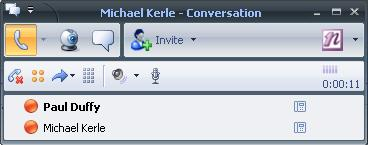 Michael Kerle - Conversation
Invite
0:00:11
Paul Duffy
Michael Kerle